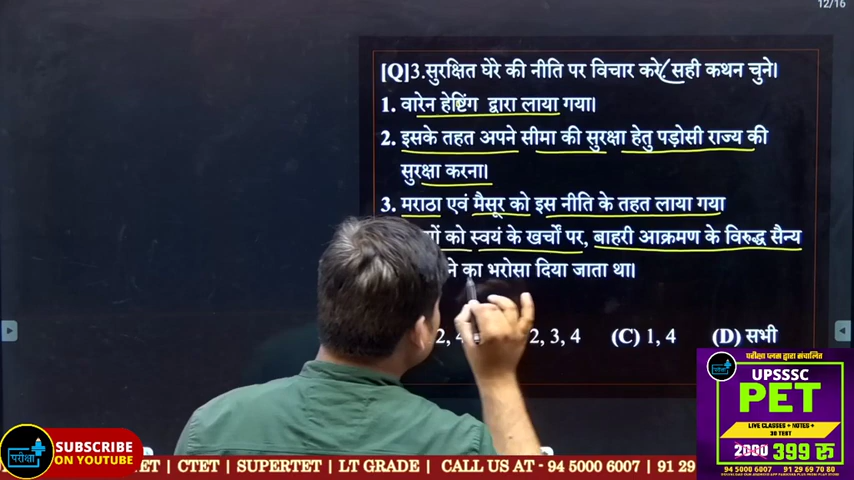 12/16
[Q]3.सुरक्षित घेरे की नीति पर विचार करे/ सही कथन चुने।
1. वारेन हेष्टिंग द्वारा लाया गया।
2. इसके तहत अपने सीमा की सुरक्षा हेतु पड़ोसी राज्य की
सुरक्षा करना।
3. मराठा एवं मैसूर को इस नीति के तहत लाया गया
को स्वयं के खर्चो पर, बाहरी आक्रमण के विरुद्ध सैन्य
का भरोसा दिया जाता था।
2, 2, 3, 4 (C) 1, 4 (D) सभी
परीक्षा प्लस द्वारा संचालित
UPSSSC
PET
LIVE CLASSES + NOTES +
30 TEST
2000 399 रु
94 5000 6007 | 91 29 69 70 80
परीक्षा
SUBSCRIBE
ON YOUTUBE
ET | CTET | SUPERTET | LT GRADE | CALL US AT - 94 5000 6007 | 91 29